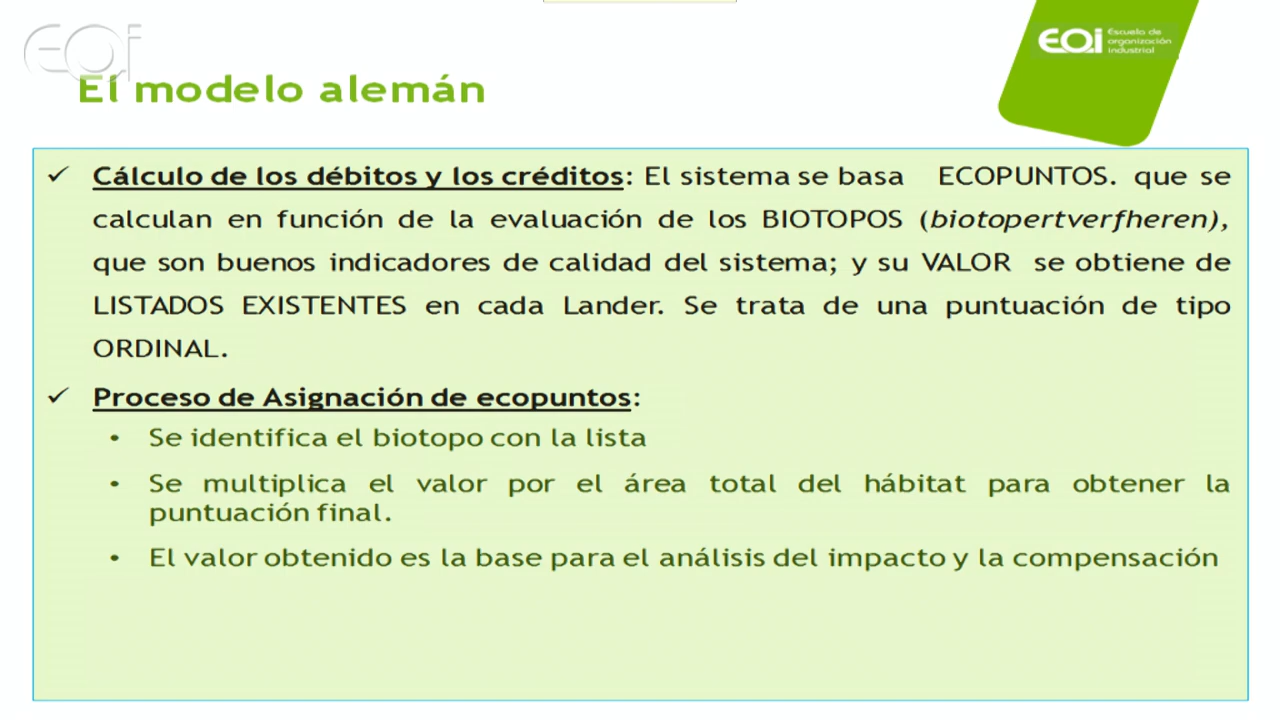 EOi
EOi Escuela de
organización
industrial
El modelo alemán
✓ Cálculo de los débitos y los créditos: El sistema se basa ECOPUNTOS. que se
calculan en función de la evaluación de los BIOTOPOS (biotopertverfheren),
que son buenos indicadores de calidad del sistema; y su VALOR se obtiene de
LISTADOS EXISTENTES en cada Lander. Se trata de una puntuación de tipo
ORDINAL.
✓ Proceso de Asignación de ecopuntos:
• Se identifica el biotopo con la lista
• Se multiplica el valor por el área total del hábitat para obtener la
puntuación final.
• El valor obtenido es la base para el análisis del impacto y la compensación